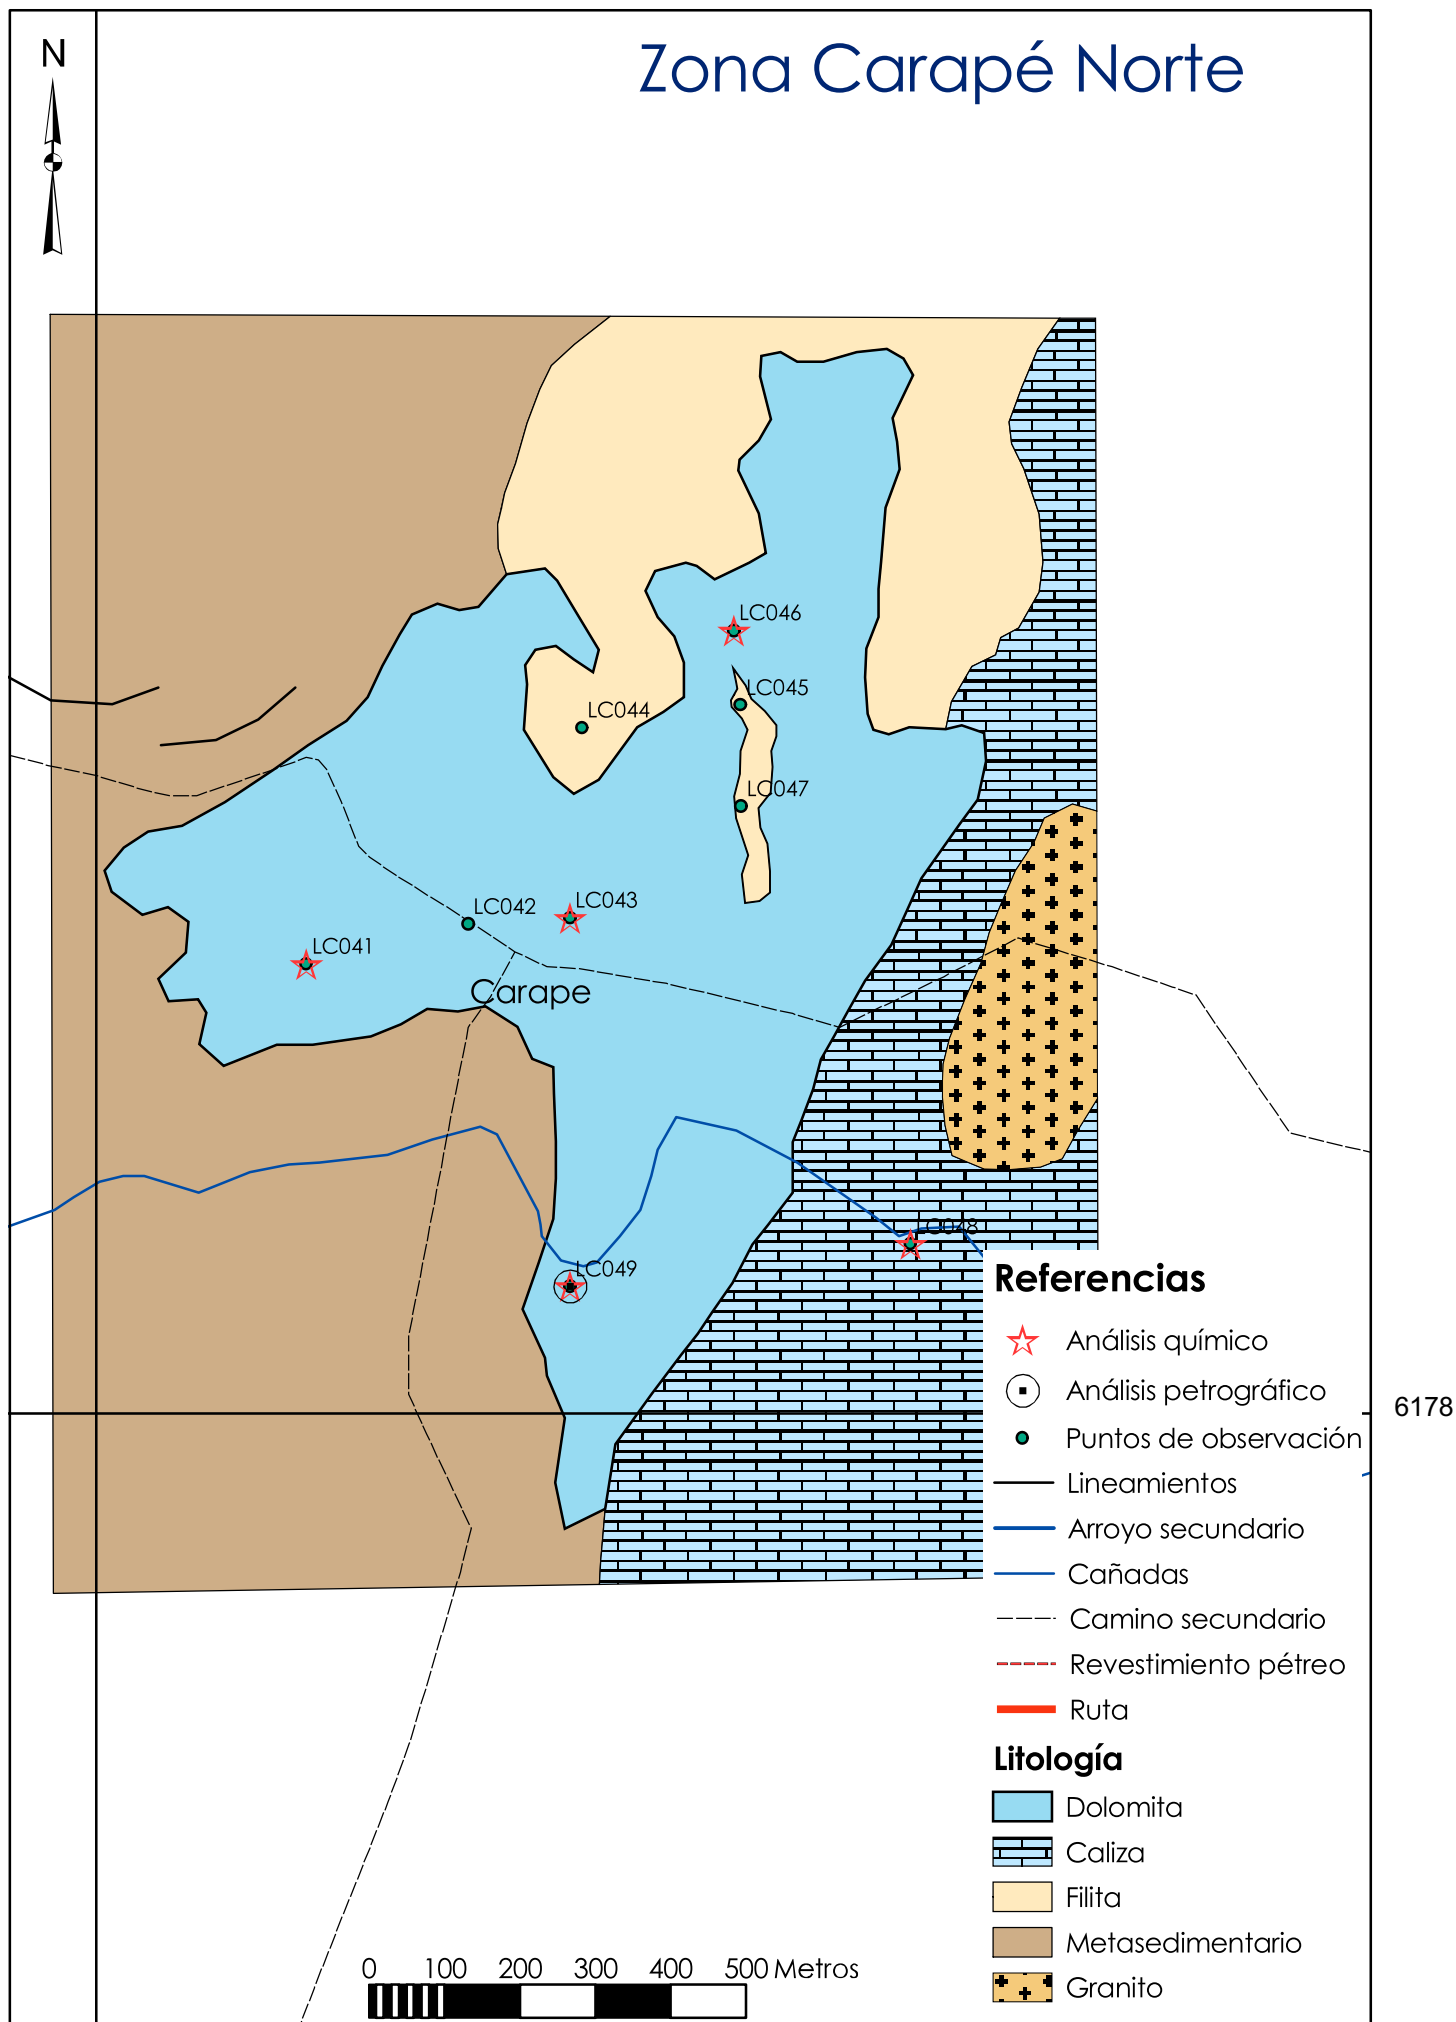 N
Zona Carapé Norte
LC046
LC045
LC044
LC047
LC043
LC042
LC041
Carape
LC048
LC049
6178
Referencias
Análisis químico
Análisis petrográfico
Puntos de observación
Lineamientos
Arroyo secundario
Cañadas
Camino secundario
Revestimiento pétreo
Ruta
Litología
Dolomita
Caliza
Filita
Metasedimentario
Granito
0 100 200 300 400 500 Metros